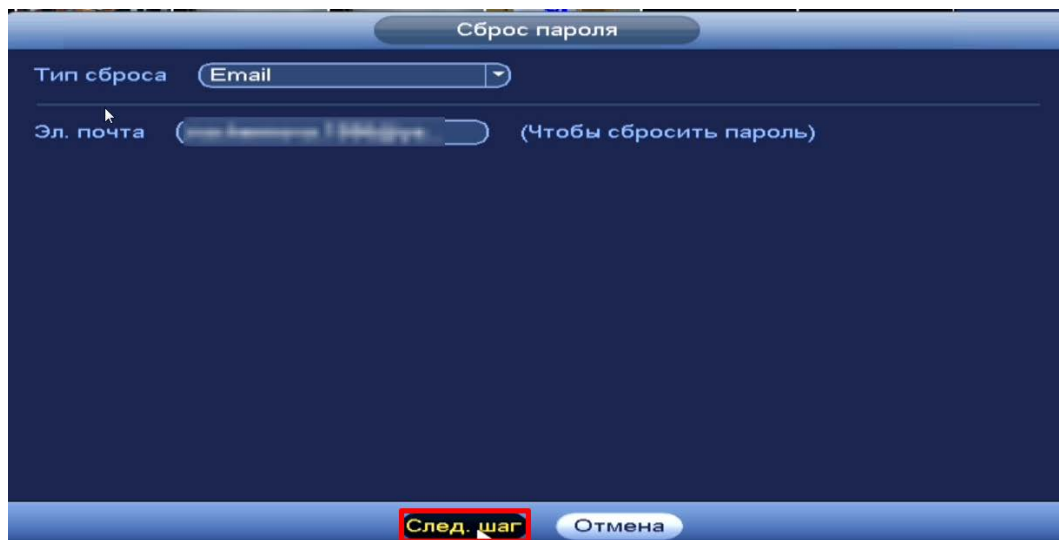 Сброс пароля
Тип сброса Email
Эл. почта (Чтобы сбросить пароль)
След. шаг Отмена